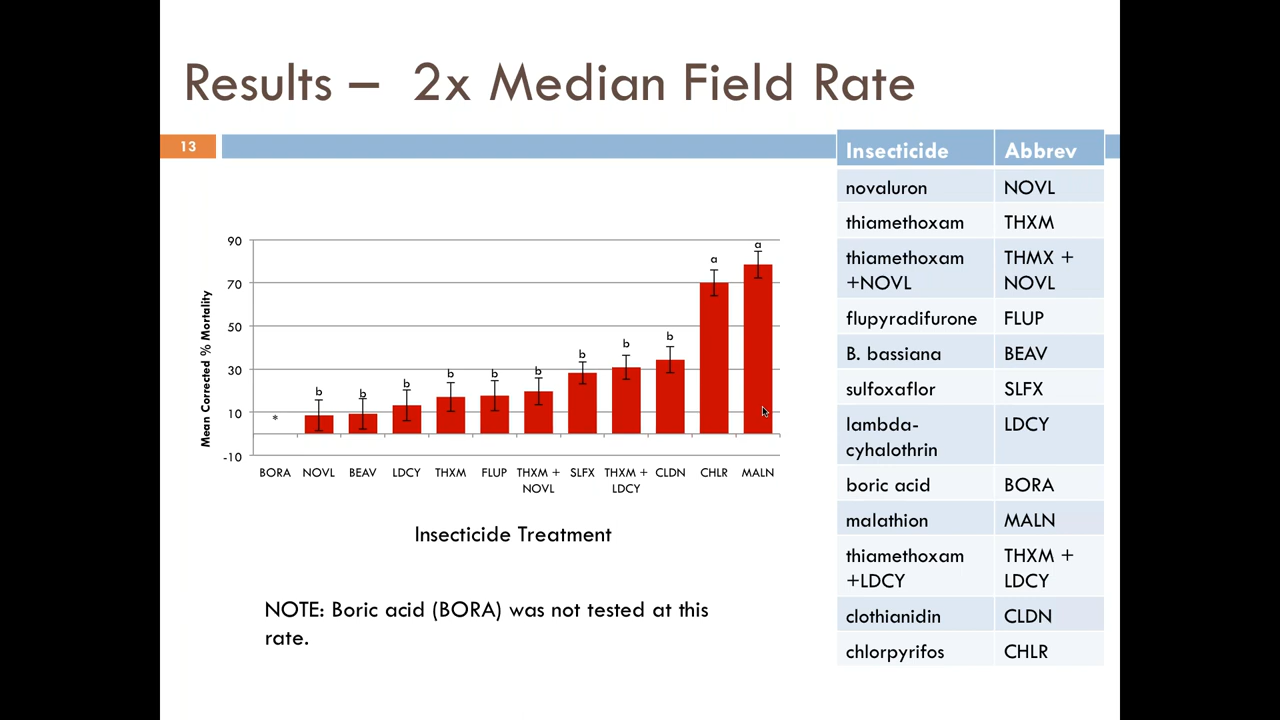 Results – 2x Median Field Rate
13
Insecticide Abbrev
novaluron NOVL
thiamethoxam THXM
thiamethoxam THMX +
+NOVL NOVL
flupyradifurone FLUP
B. bassiana BEAV
sulfoxaflor SLFX
lambda- LDCY
cyhalothrin
boric acid BORA
malathion MALN
thiamethoxam THXM +
+LDCY LDCY
clothianidin CLDN
chlorpyrifos CHLR
Mean Corrected % Mortality
90
70
50
30
10
-10
* b b b b b b b b b a a
BORA NOVL BEAV LDCY THXM FLUP THXM + SLFX THXM + CLDN CHLR MALN
NOVL LDCY
Insecticide Treatment
NOTE: Boric acid (BORA) was not tested at this
rate.